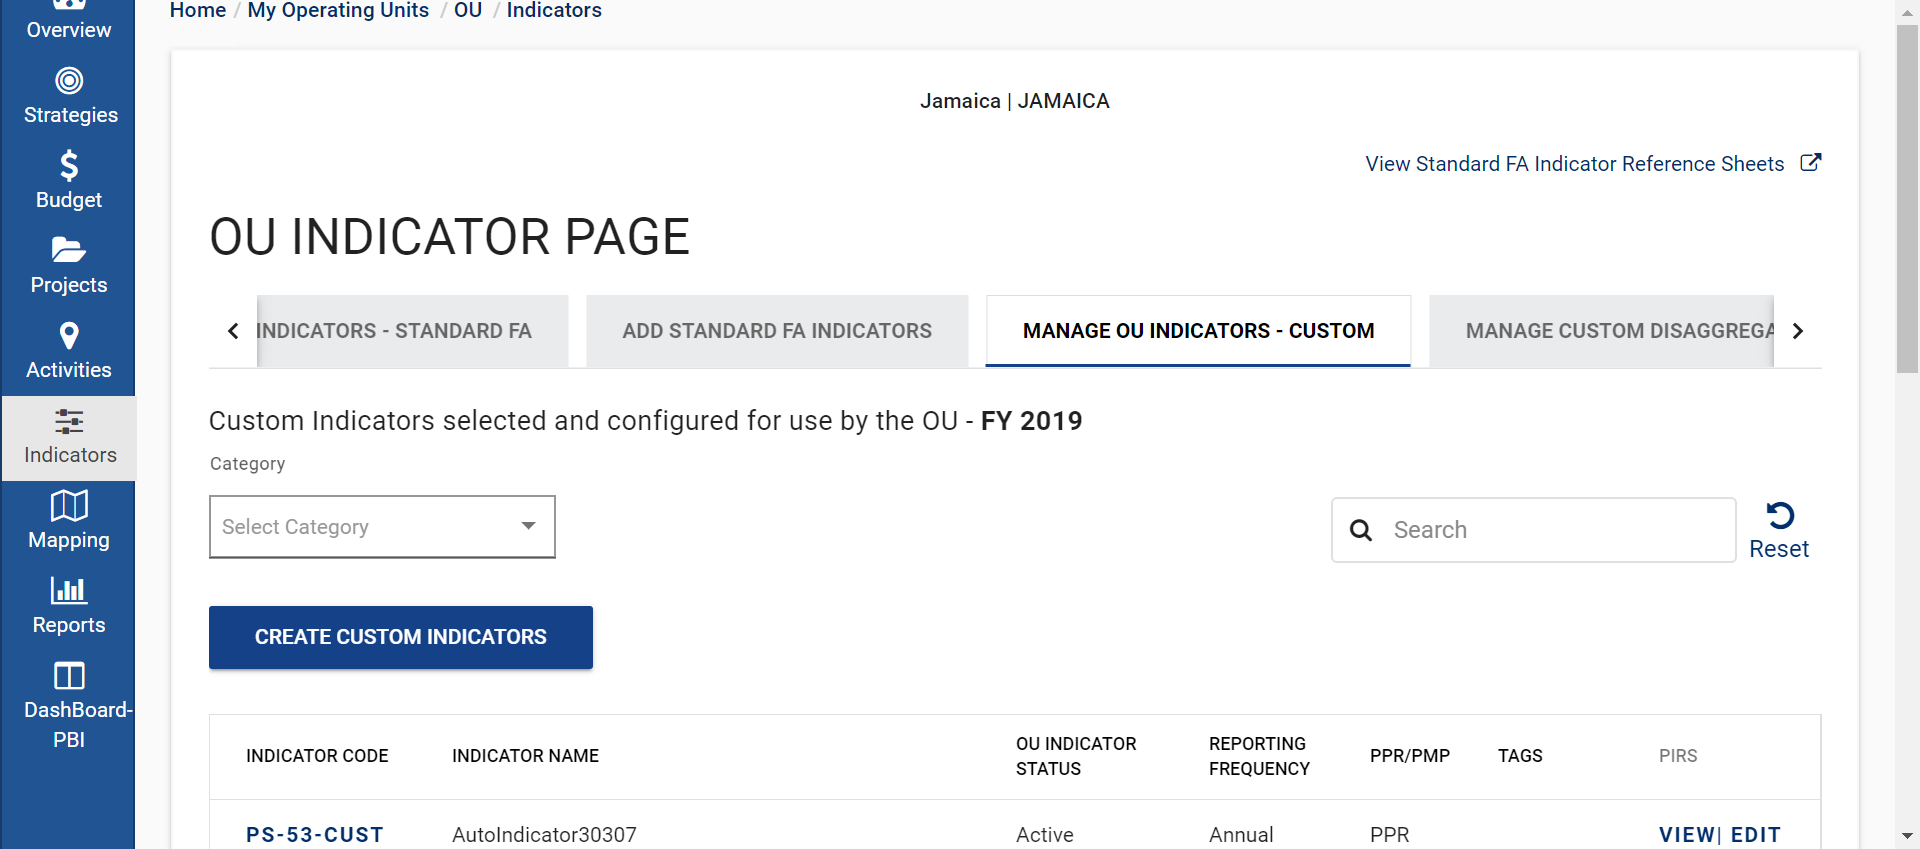 Overview
Strategies
Budget
Projects
Activities
Indicators
Mapping
Reports
DashBoard-
PBI
Home / My Operating Units / OU / Indicators
Jamaica | JAMAICA
View Standard FA Indicator Reference Sheets
OU INDICATOR PAGE
INDICATORS - STANDARD FA
ADD STANDARD FA INDICATORS
MANAGE OU INDICATORS - CUSTOM
MANAGE CUSTOM DISAGGREGA
Custom Indicators selected and configured for use by the OU - FY 2019
Category
Select Category
Search
Reset
CREATE CUSTOM INDICATORS
INDICATOR CODE
INDICATOR NAME
OU INDICATOR
STATUS
REPORTING
FREQUENCY
PPR/PMP
TAGS
PIRS
PS-53-CUST
AutoIndicator30307
Active
Annual
PPR
VIEW| EDIT